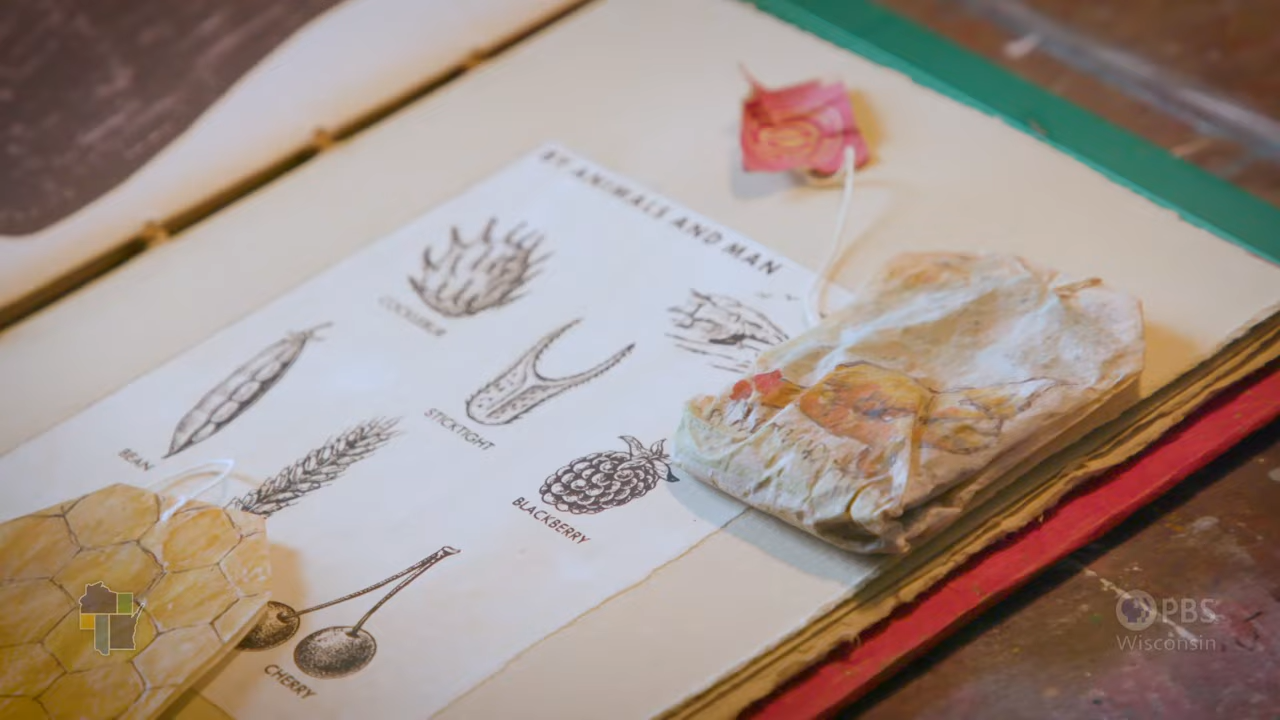 BY ANIMALS AND MAN
COCKLEBUR
BEAN
STICKTIGHT
BLACKBERRY
CHERRY
PBS
Wisconsin